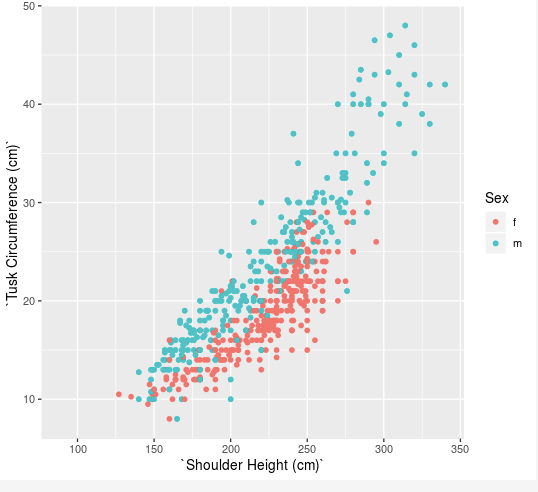 50
40
30
20
10
`Tusk Circumference (cm)`
100 150 200 250 300 350
`Shoulder Height (cm)`
Sex
f
m